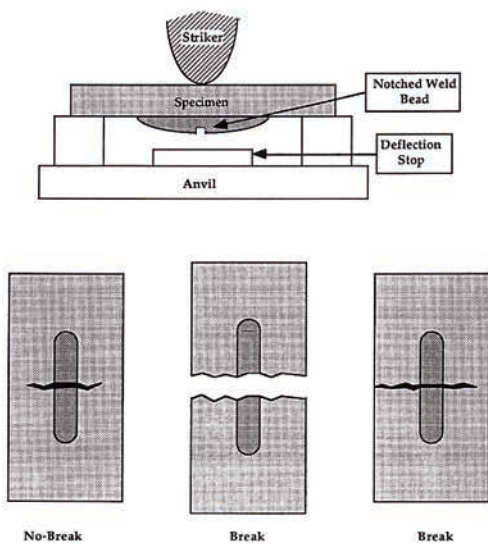 Striker
Specimen
Notched Weld
Bead
Deflection
Stop
Anvil
No-Break
Break
Break